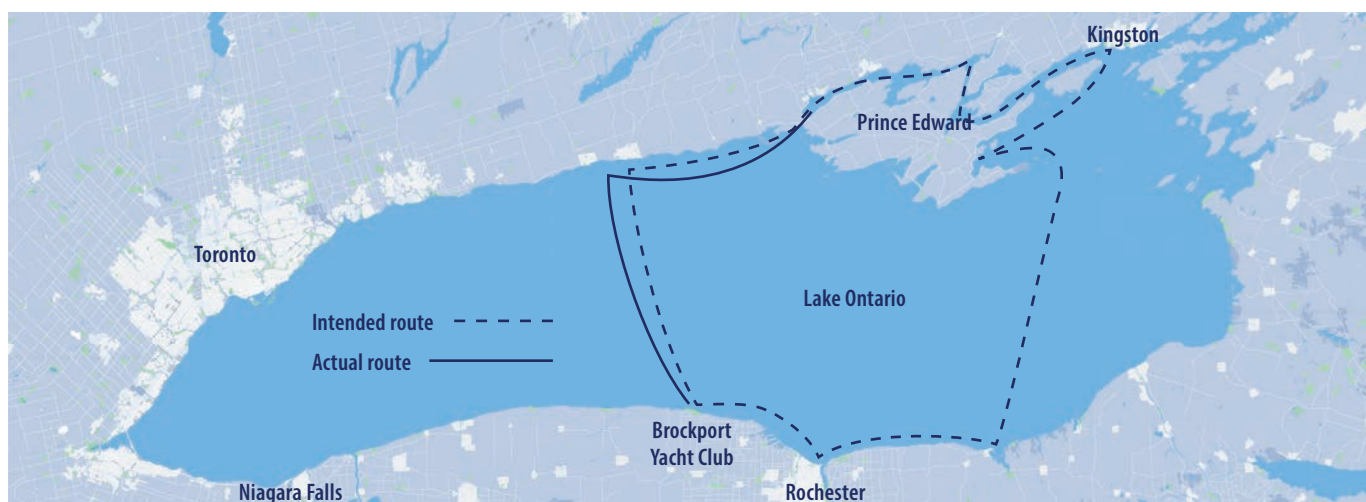 Kingston
Prince Edward
Toronto
Lake Ontario
Intended route
Actual route
Brockport
Yacht Club
Niagara Falls
Rochester